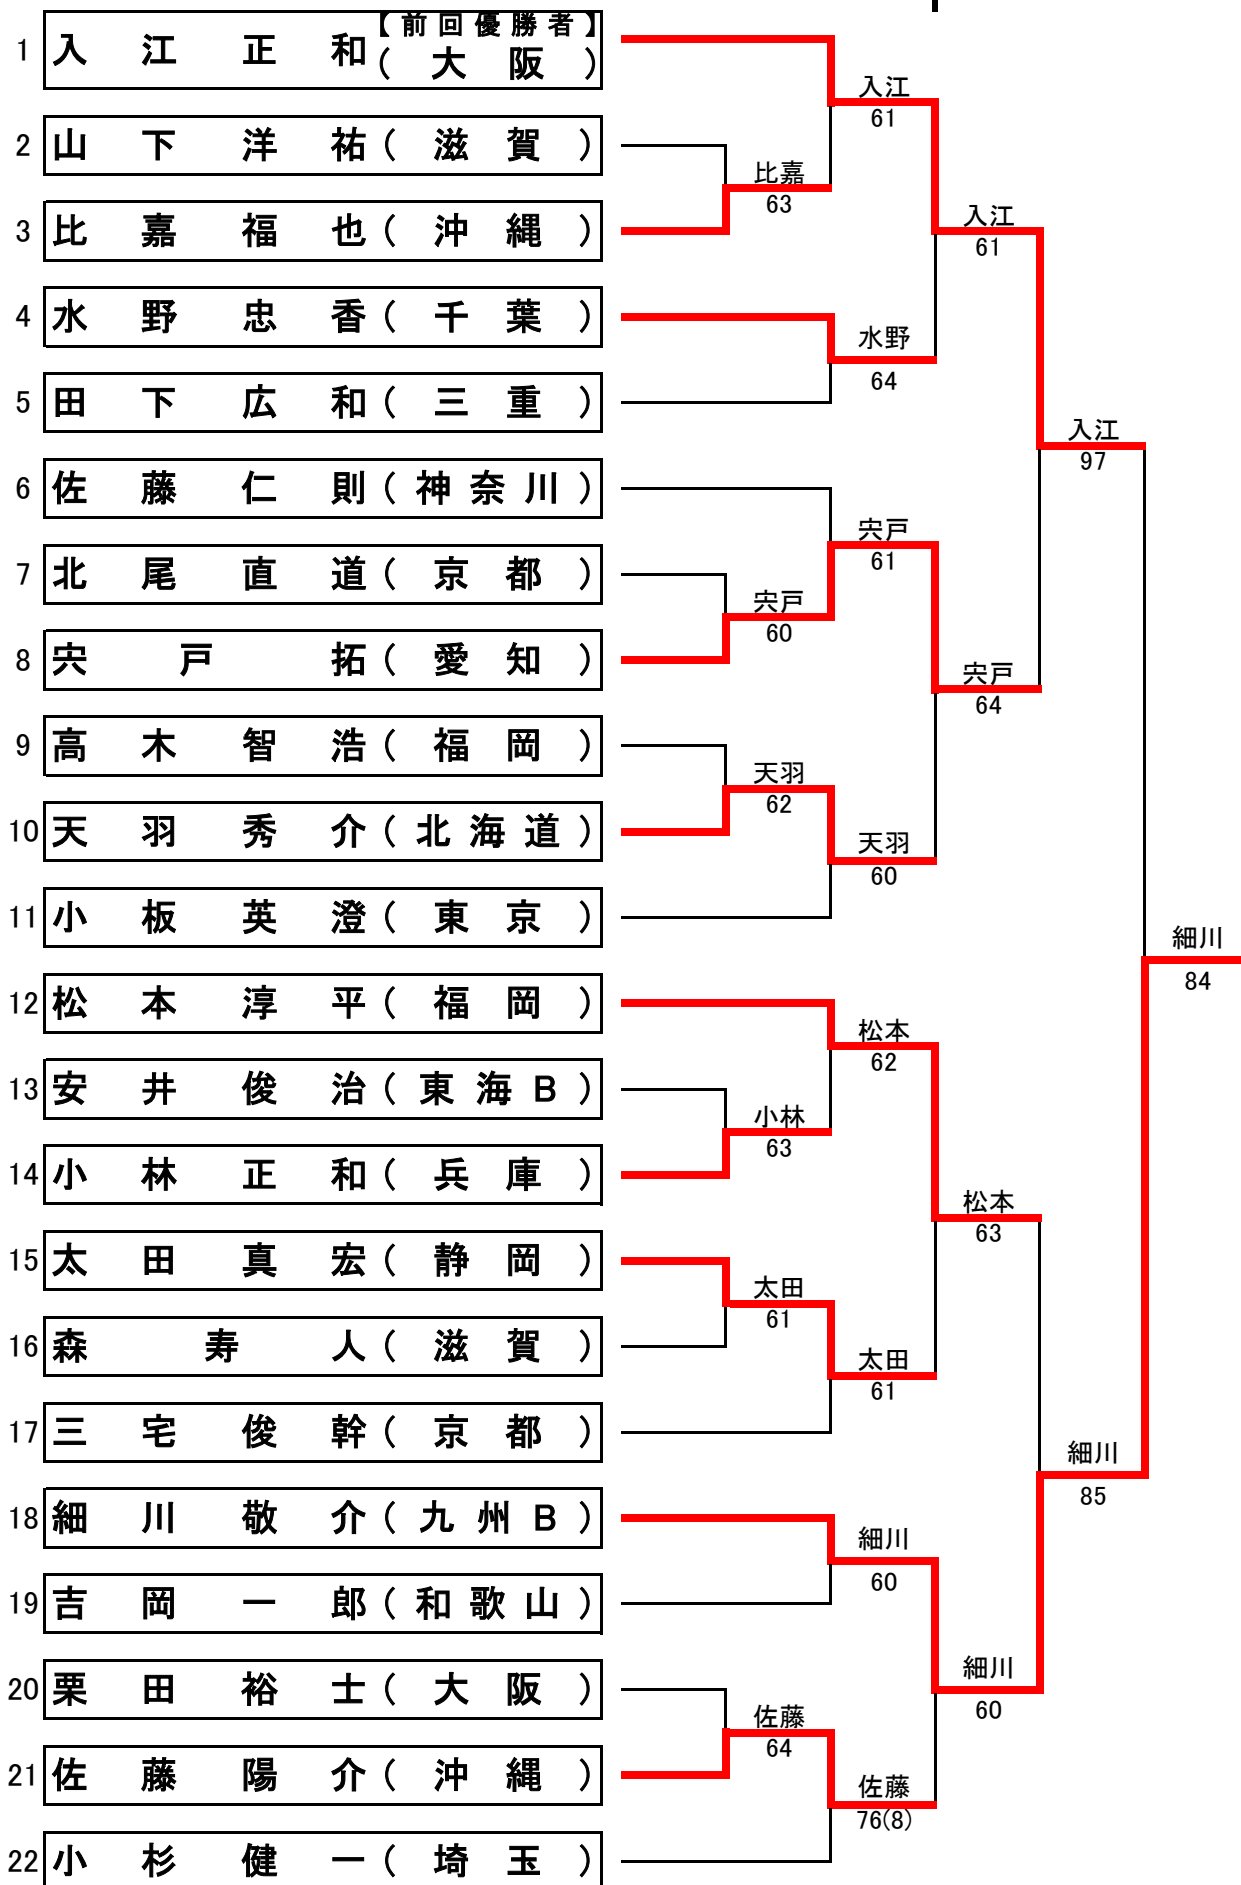 1 入江正和 【前回優勝者】(大阪)
2 山下洋祐(滋賀)
3 比嘉福也(沖縄)
4 水野忠香(千葉)
5 田下広和(三重)
6 佐藤仁則(神奈川)
7 北尾直道(京都)
8 宍戸拓(愛知)
9 高木智浩(福岡)
10 天羽秀介(北海道)
11 小板英澄(東京)
12 松本淳平(福岡)
13 安井俊治(東海B)
14 小林正和(兵庫)
15 太田真宏(静岡)
16 森寿人(滋賀)
17 三宅俊幹(京都)
18 細川敬介(九州B)
19 吉岡一郎(和歌山)
20 栗田裕士(大阪)
21 佐藤陽介(沖縄)
22 小杉健一(埼玉)
比嘉
63
宍戸
60
天羽
62
小林
63
太田
61
佐藤
64
入江
61
水野
64
宍戸
61
天羽
60
松本
62
太田
61
細川
60
佐藤
76(8)
入江
61
宍戸
64
松本
63
細川
60
入江
97
細川
85
細川
84